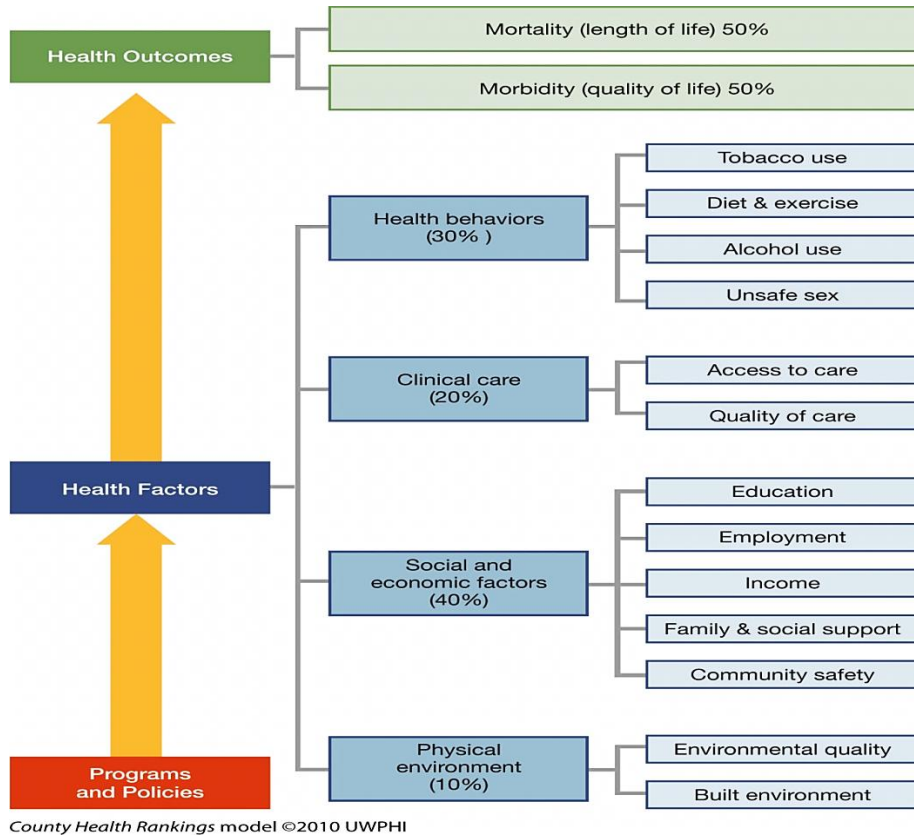 Health Outcomes
Mortality (length of life) 50%
Morbidity (quality of life) 50%
Health Factors
Health behaviors
(30% )
Tobacco use
Diet & exercise
Alcohol use
Unsafe sex
Clinical care
(20%)
Access to care
Quality of care
Social and
economic factors
(40%)
Education
Employment
Income
Family & social support
Community safety
Physical
environment
(10%)
Environmental quality
Built environment
Programs
and Policies
County Health Rankings model ©2010 UWPHI